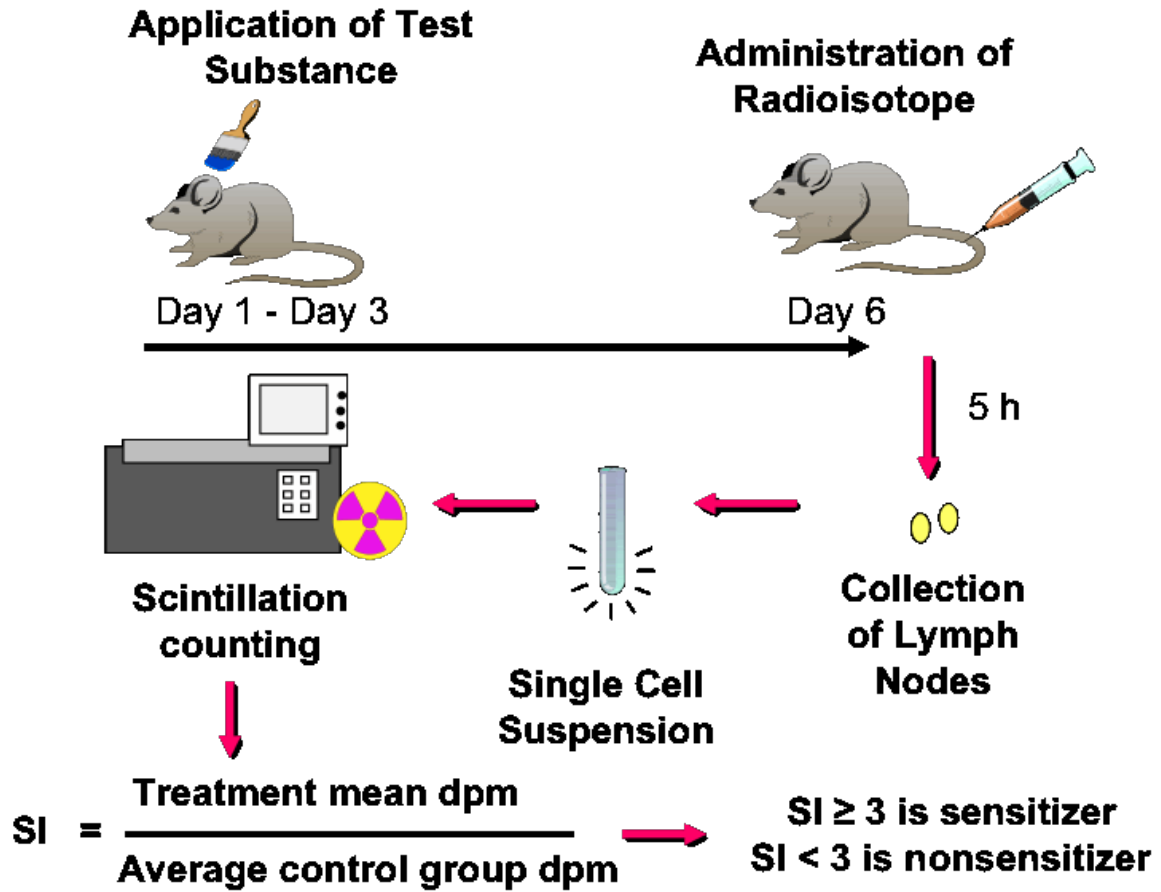 Application of Test
Substance
Administration of
Radioisotope
Day 1 - Day 3
Day 6
5 h
Collection
of Lymph
Nodes
Single Cell
Suspension
Scintillation
counting
SI = Treatment mean dpm
Average control group dpm
SI ≥ 3 is sensitizer
SI < 3 is nonsensitizer